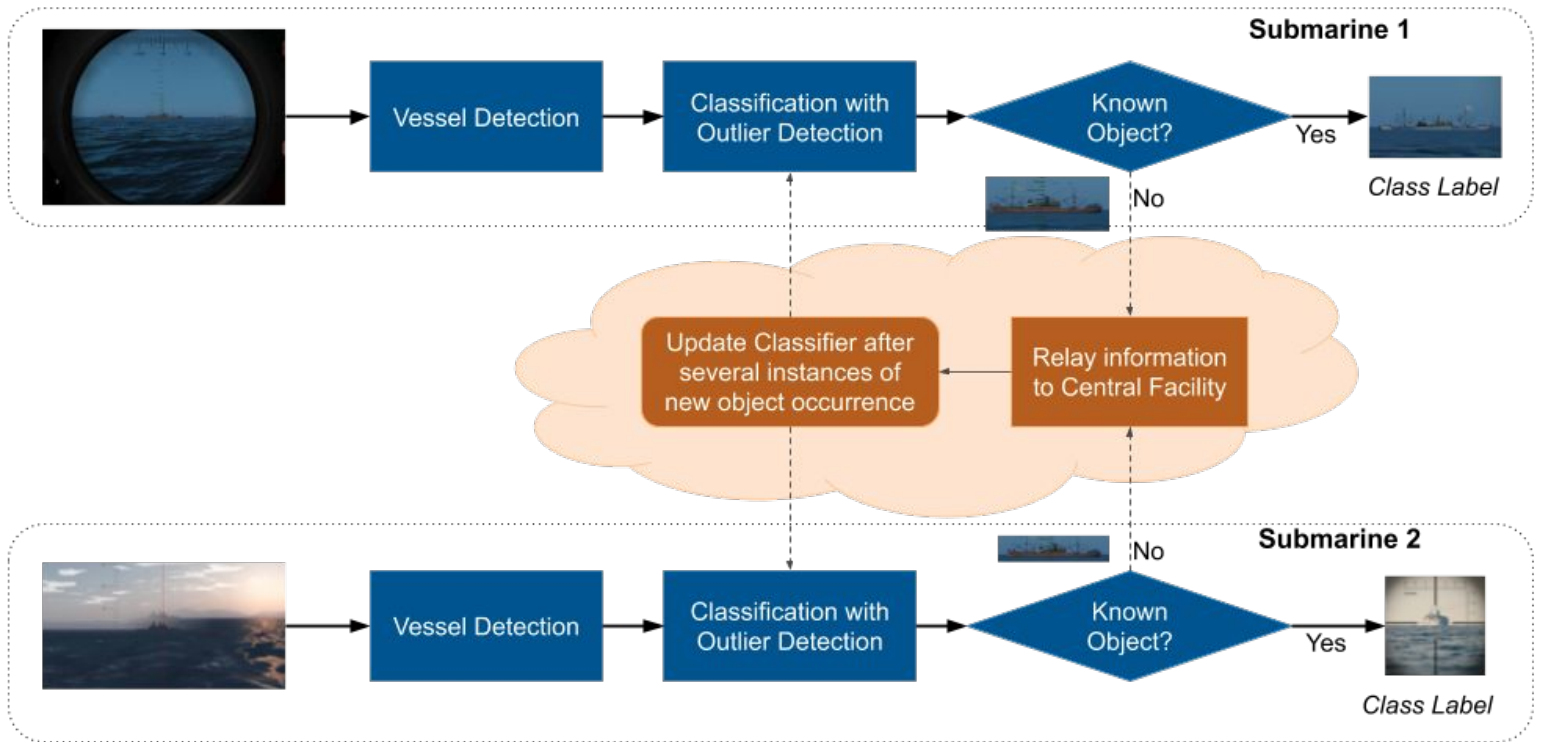 Submarine 1
Vessel Detection
Classification with
Outlier Detection
Known
Object?
Yes
Class Label
No
Update Classifier after
several instances of
new object occurrence
Relay information
to Central Facility
Submarine 2
No
Vessel Detection
Classification with
Outlier Detection
Known
Object?
Yes
Class Label